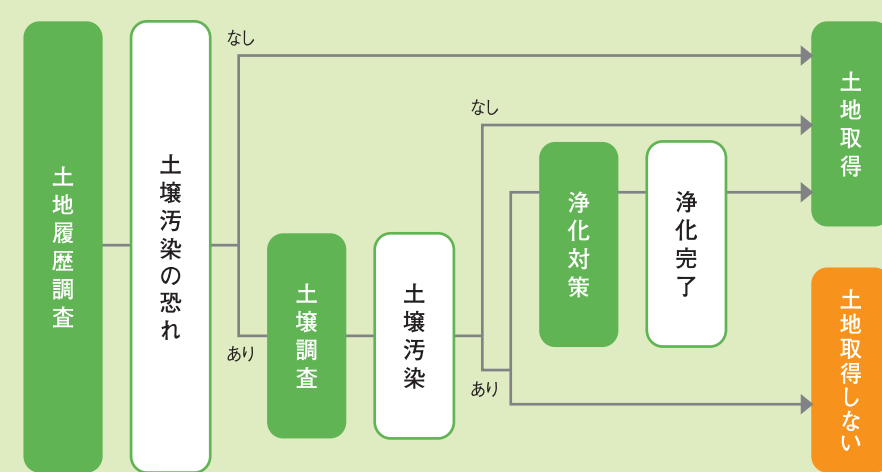 土地履歴調査
土壌汚染の恐れ
なし
あり
土壌調査
土壌汚染
なし
あり
浄化対策
浄化完了
土地取得
土地取得しない